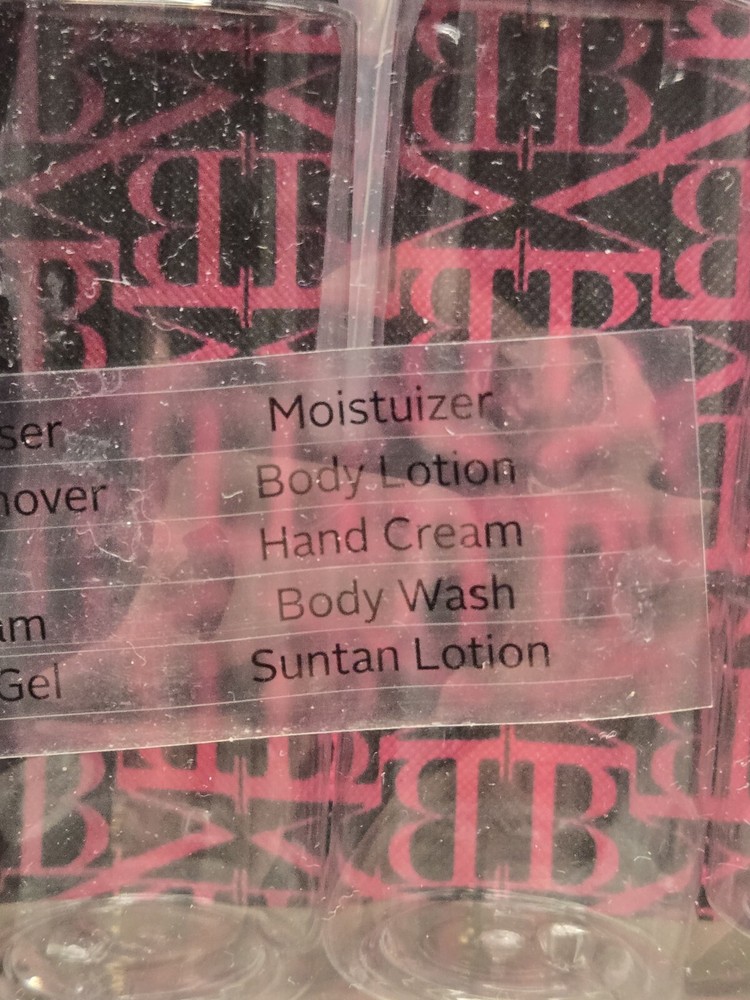 ser Moistuizer
nover Body Lotion
Hand Cream
am Body Wash
Gel Suntan Lotion